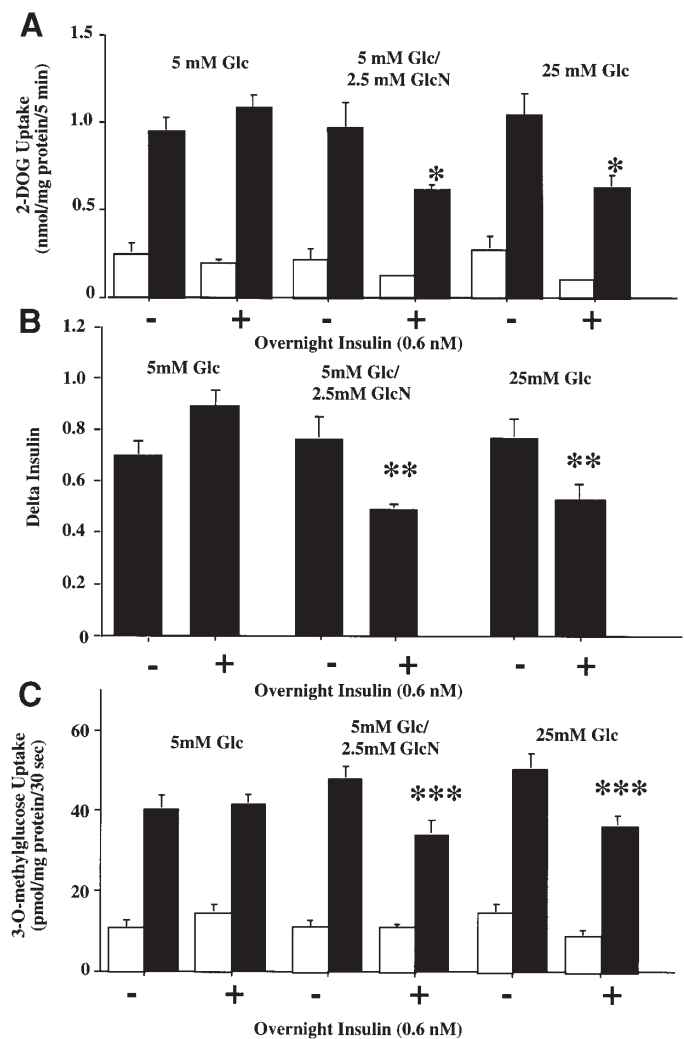 A
2-DOG Uptake
(nmol/mg protein/5 min)
1.5
1.0
0.5
0
5 mM Glc
5 mM Glc/
2.5 mM GlcN
25 mM Glc
*
*
- + - + - +
Overnight Insulin (0.6 nM)
B
Delta Insulin
1.2
1.0
0.8
0.6
0.4
0.2
0
5mM Glc
5mM Glc/
2.5mM GlcN
25mM Glc
**
**
- + - + - +
Overnight Insulin (0.6 nM)
C
3-O-methylglucose Uptake
(pmol/mg protein/30 sec)
60
40
20
0
5mM Glc
5mM Glc/
2.5mM GlcN
25mM Glc
***
***
- + - + - +
Overnight Insulin (0.6 nM)